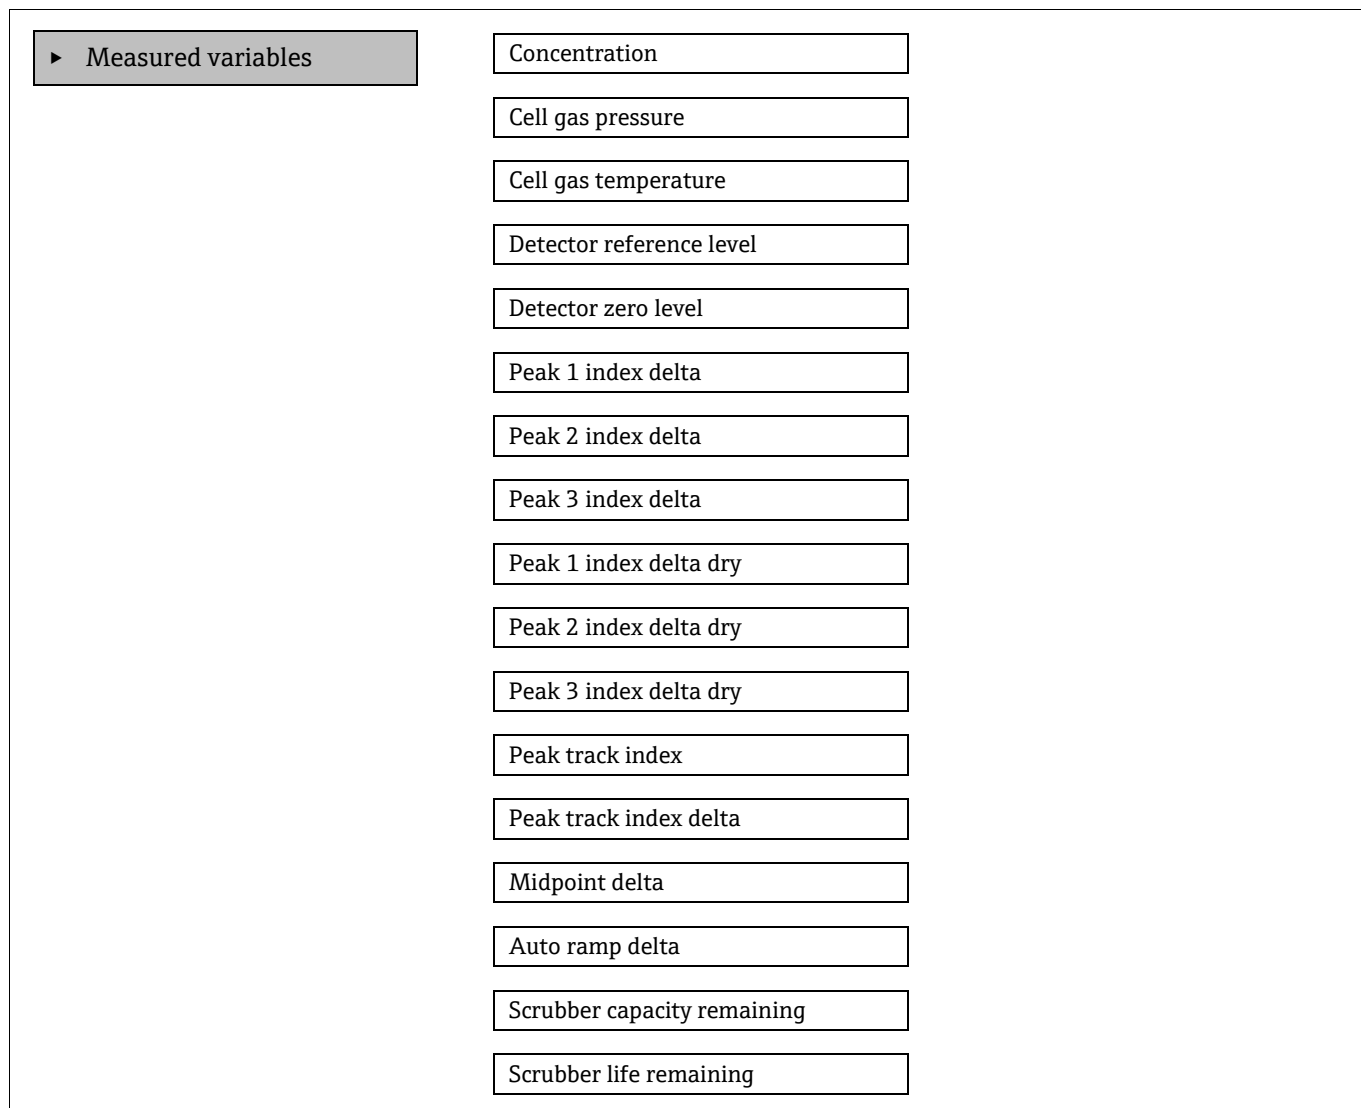 ▸ Measured variables
Concentration
Cell gas pressure
Cell gas temperature
Detector reference level
Detector zero level
Peak 1 index delta
Peak 2 index delta
Peak 3 index delta
Peak 1 index delta dry
Peak 2 index delta dry
Peak 3 index delta dry
Peak track index
Peak track index delta
Midpoint delta
Auto ramp delta
Scrubber capacity remaining
Scrubber life remaining